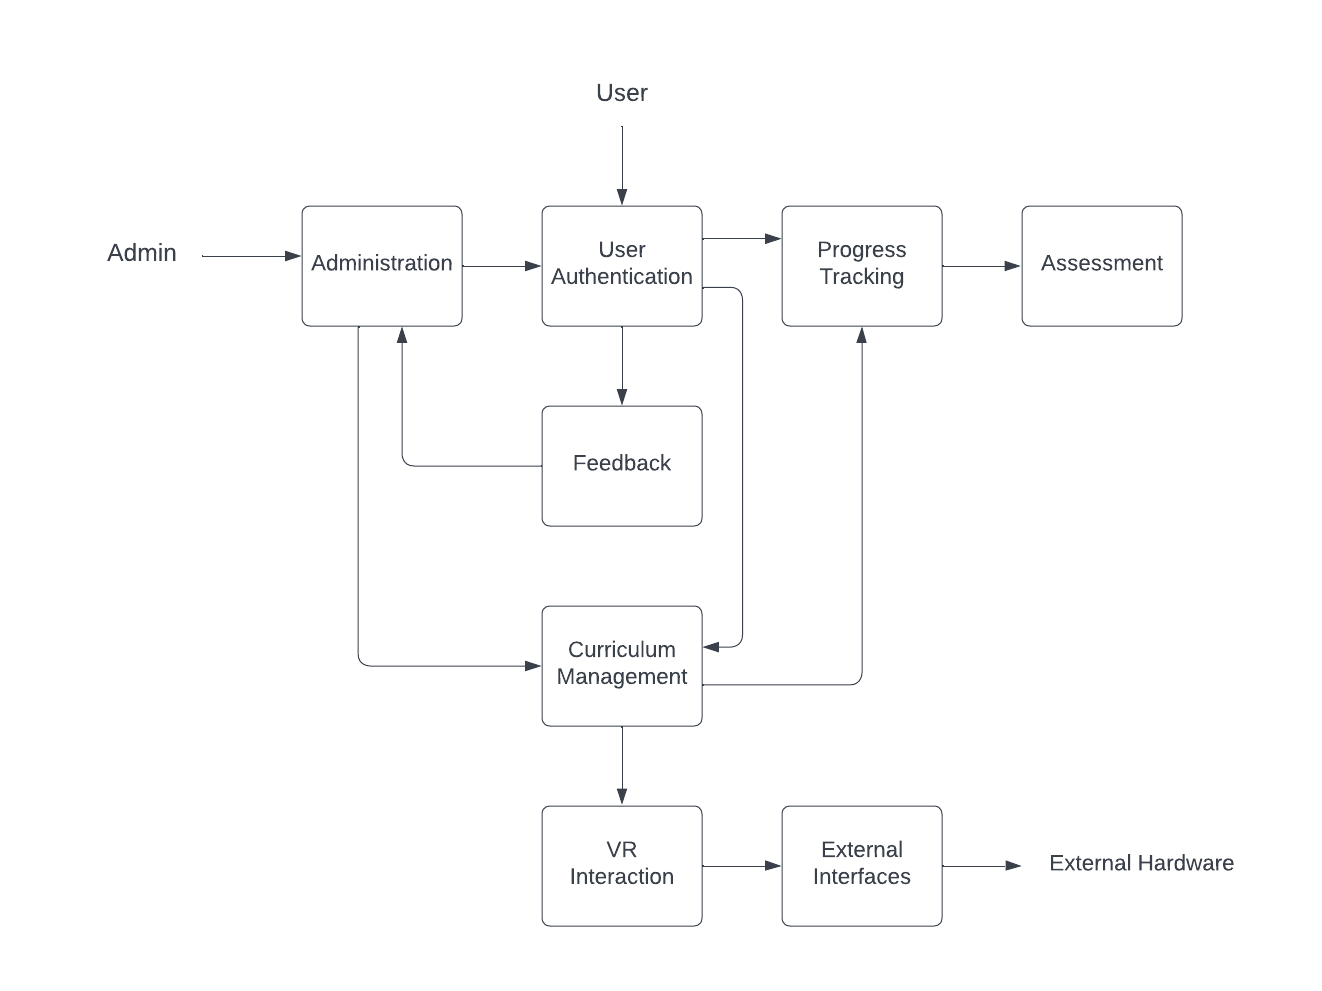 User
Admin
Administration
User
Authentication
Progress
Tracking
Assessment
Feedback
Curriculum
Management
VR
Interaction
External
Interfaces
External Hardware